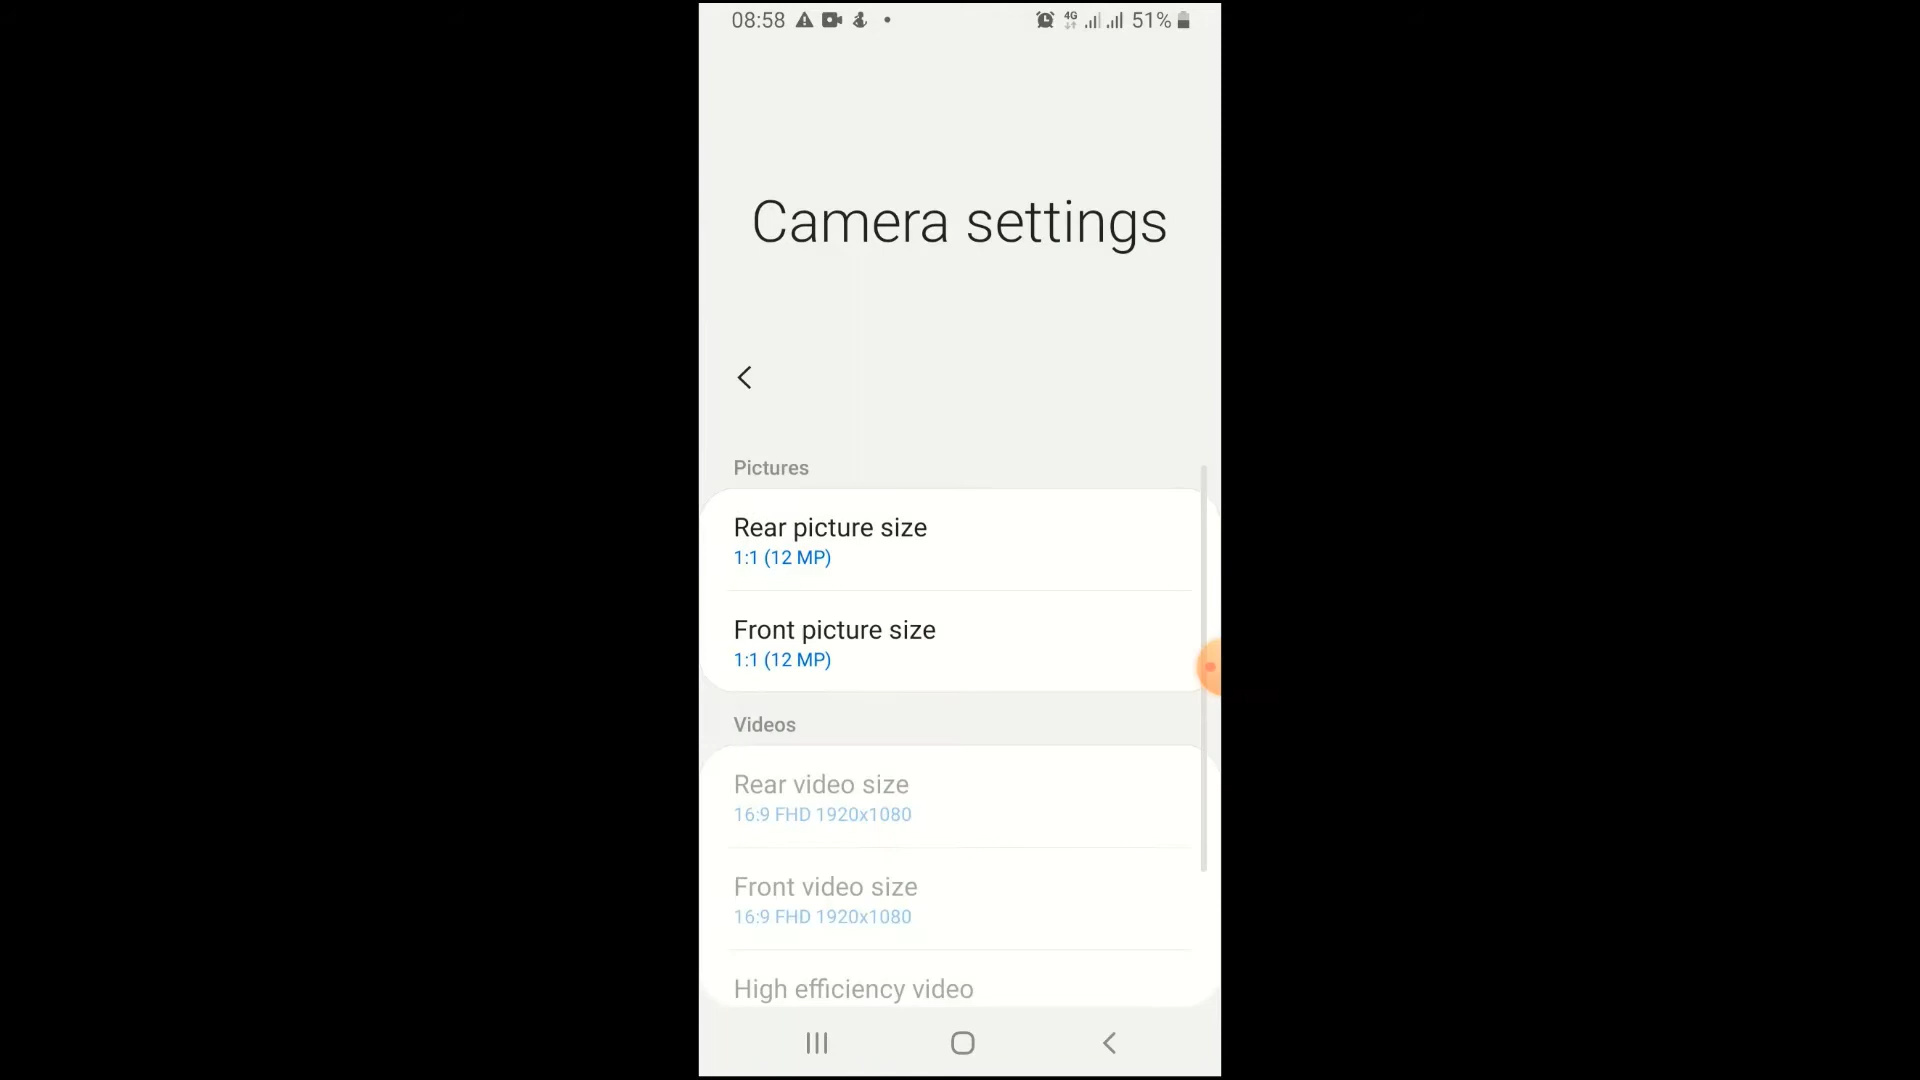 08:58
4G 51%
Camera settings
Pictures
Rear picture size
1:1 (12 MP)
Front picture size
1:1 (12 MP)
Videos
Rear video size
16:9 FHD 1920x1080
Front video size
16:9 FHD 1920x1080
High efficiency video